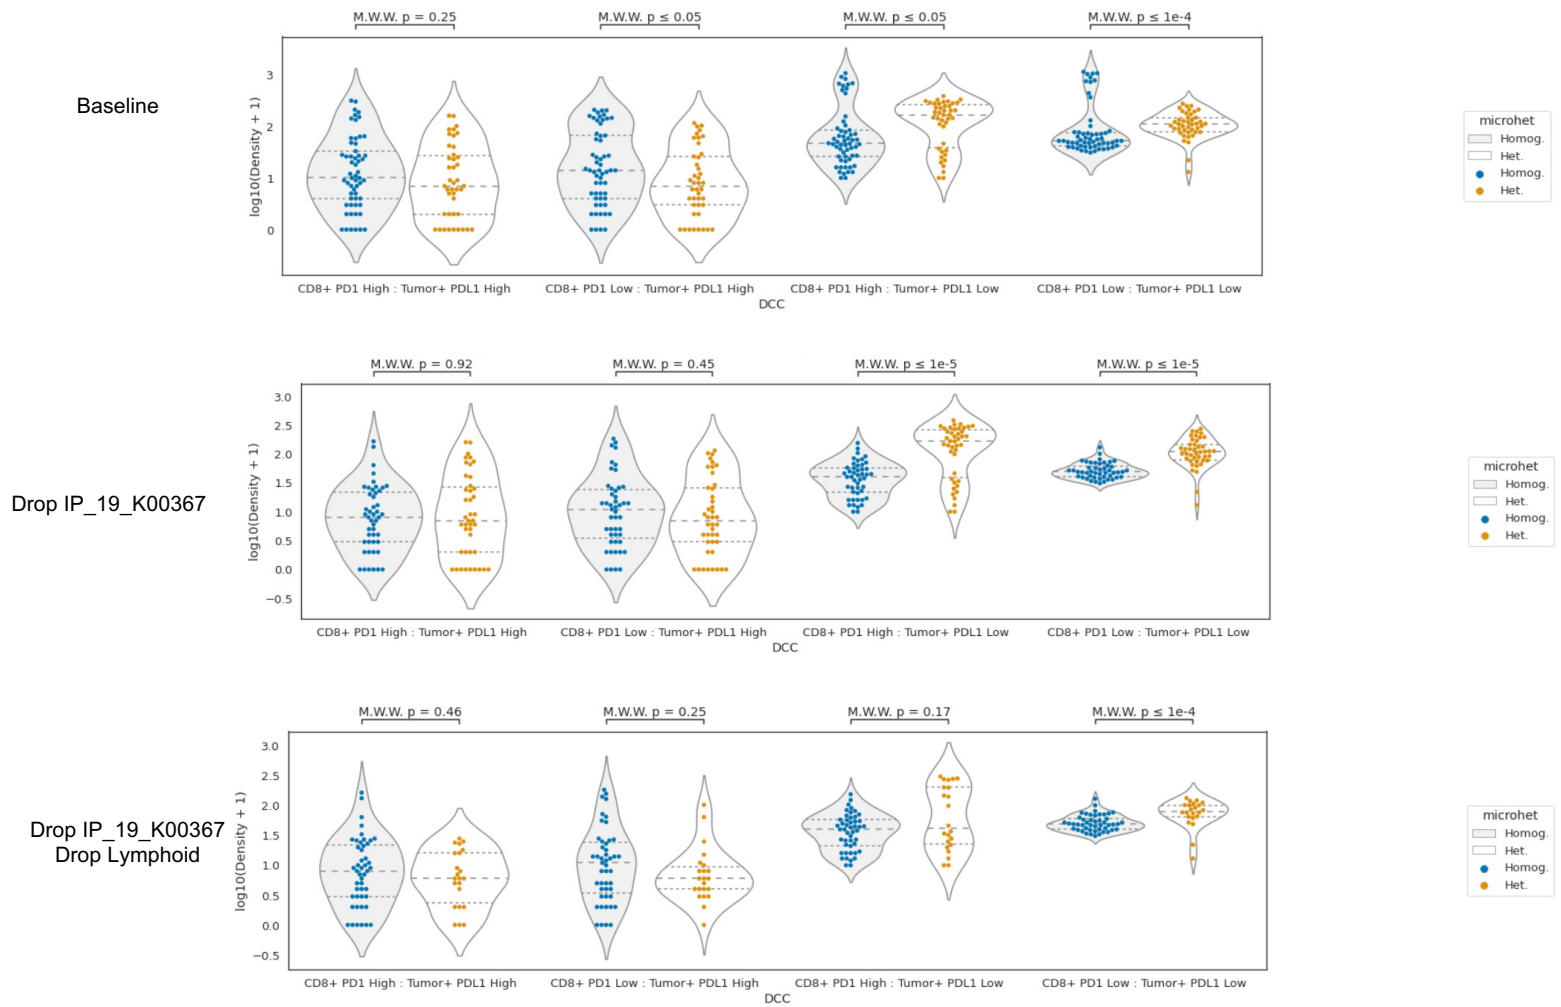 M.W.W. p = 0.25
M.W.W. p ≤ 0.05
M.W.W. p ≤ 0.05
M.W.W. p ≤ 1e-4
Baseline
log10(Density + 1)
3
2
1
0
CD8+ PD1 High : Tumor+ PDL1 High
CD8+ PD1 Low : Tumor+ PDL1 High
CD8+ PD1 High : Tumor+ PDL1 Low
CD8+ PD1 Low : Tumor+ PDL1 Low
DCC
microhet
Homog.
Het.
Homog.
Het.
M.W.W. p = 0.92
M.W.W. p = 0.45
M.W.W. p ≤ 1e-5
M.W.W. p ≤ 1e-5
Drop IP_19_K00367
log10(Density + 1)
3.0
2.5
2.0
1.5
1.0
0.5
0.0
−0.5
CD8+ PD1 High : Tumor+ PDL1 High
CD8+ PD1 Low : Tumor+ PDL1 High
CD8+ PD1 High : Tumor+ PDL1 Low
CD8+ PD1 Low : Tumor+ PDL1 Low
DCC
microhet
Homog.
Het.
Homog.
Het.
M.W.W. p = 0.46
M.W.W. p = 0.25
M.W.W. p = 0.17
M.W.W. p ≤ 1e-4
Drop IP_19_K00367
Drop Lymphoid
log10(Density + 1)
3.0
2.5
2.0
1.5
1.0
0.5
0.0
−0.5
CD8+ PD1 High : Tumor+ PDL1 High
CD8+ PD1 Low : Tumor+ PDL1 High
CD8+ PD1 High : Tumor+ PDL1 Low
CD8+ PD1 Low : Tumor+ PDL1 Low
DCC
microhet
Homog.
Het.
Homog.
Het.